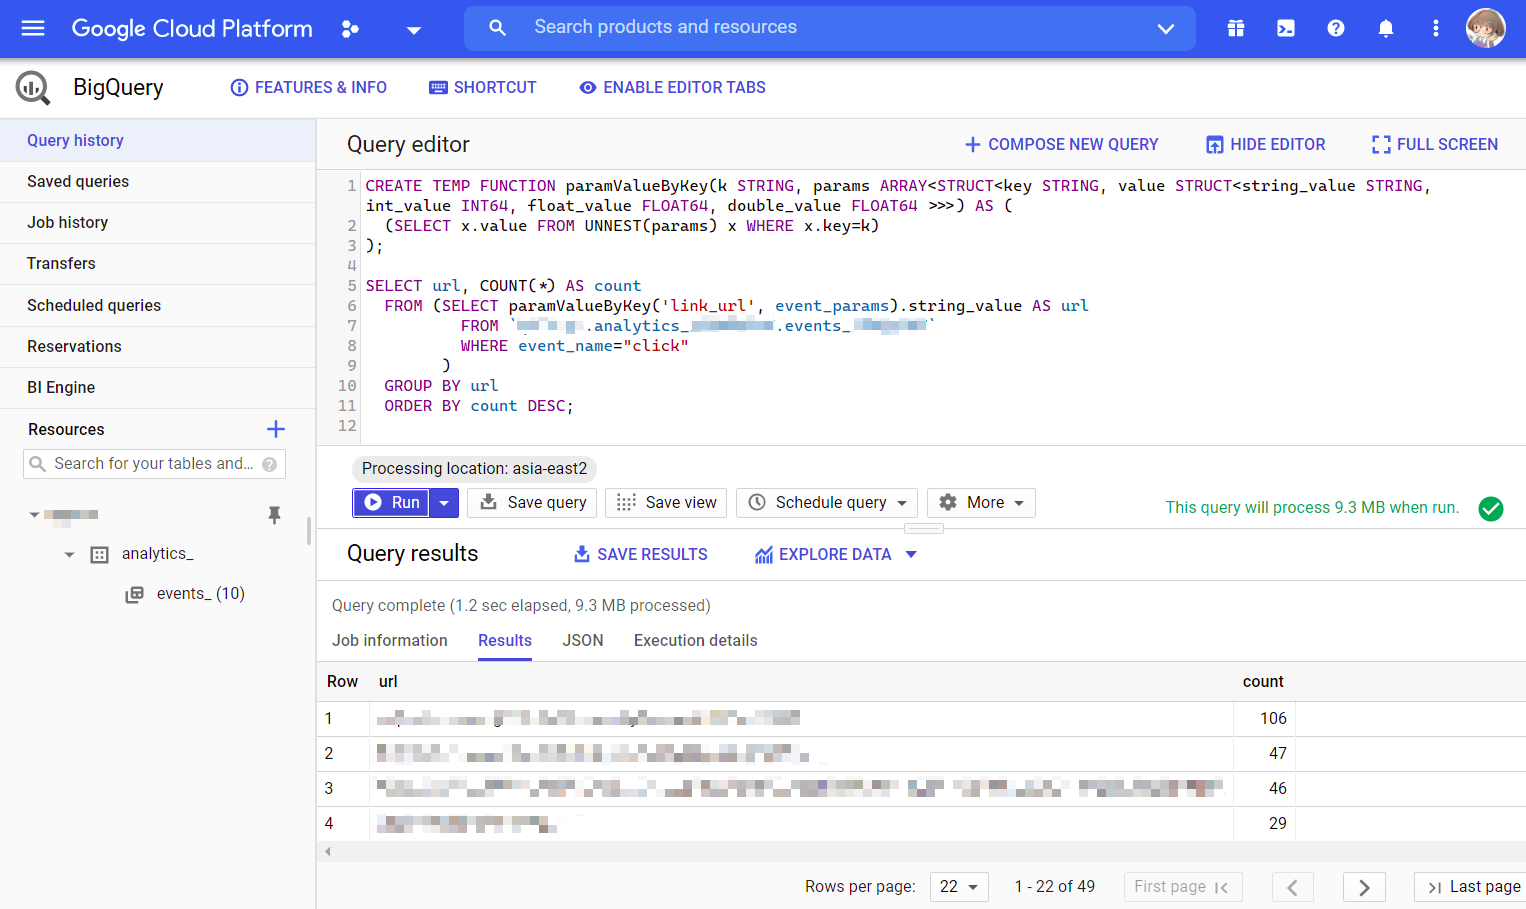 Google Cloud Platform
Search products and resources
BigQuery
FEATURES & INFO
SHORTCUT
ENABLE EDITOR TABS
Query history
Saved queries
Job history
Transfers
Scheduled queries
Reservations
BI Engine
Resources
Search for your tables and...
analytics_
events_ (10)
Query editor
COMPOSE NEW QUERY
HIDE EDITOR
FULL SCREEN
1 CREATE TEMP FUNCTION paramValueByKey(k STRING, params ARRAY<STRUCT<key STRING, value STRUCT<string_value STRING,
int_value INT64, float_value FLOAT64, double_value FLOAT64 >>>) AS (
2 (SELECT x.value FROM UNNEST(params) x WHERE x.key=k)
3 );
4
5 SELECT url, COUNT(*) AS count
6 FROM (SELECT paramValueByKey('link_url', event_params).string_value AS url
7 FROM ` .analytics_ .events_ `
8 WHERE event_name="click"
9 )
10 GROUP BY url
11 ORDER BY count DESC;
12
Processing location: asia-east2
Run
Save query
Save view
Schedule query
More
This query will process 9.3 MB when run.
Query results
SAVE RESULTS
EXPLORE DATA
Query complete (1.2 sec elapsed, 9.3 MB processed)
Job information
Results
JSON
Execution details
Row url count
1 106
2 47
3 46
4 29
Rows per page: 22 1 - 22 of 49 First page Last page